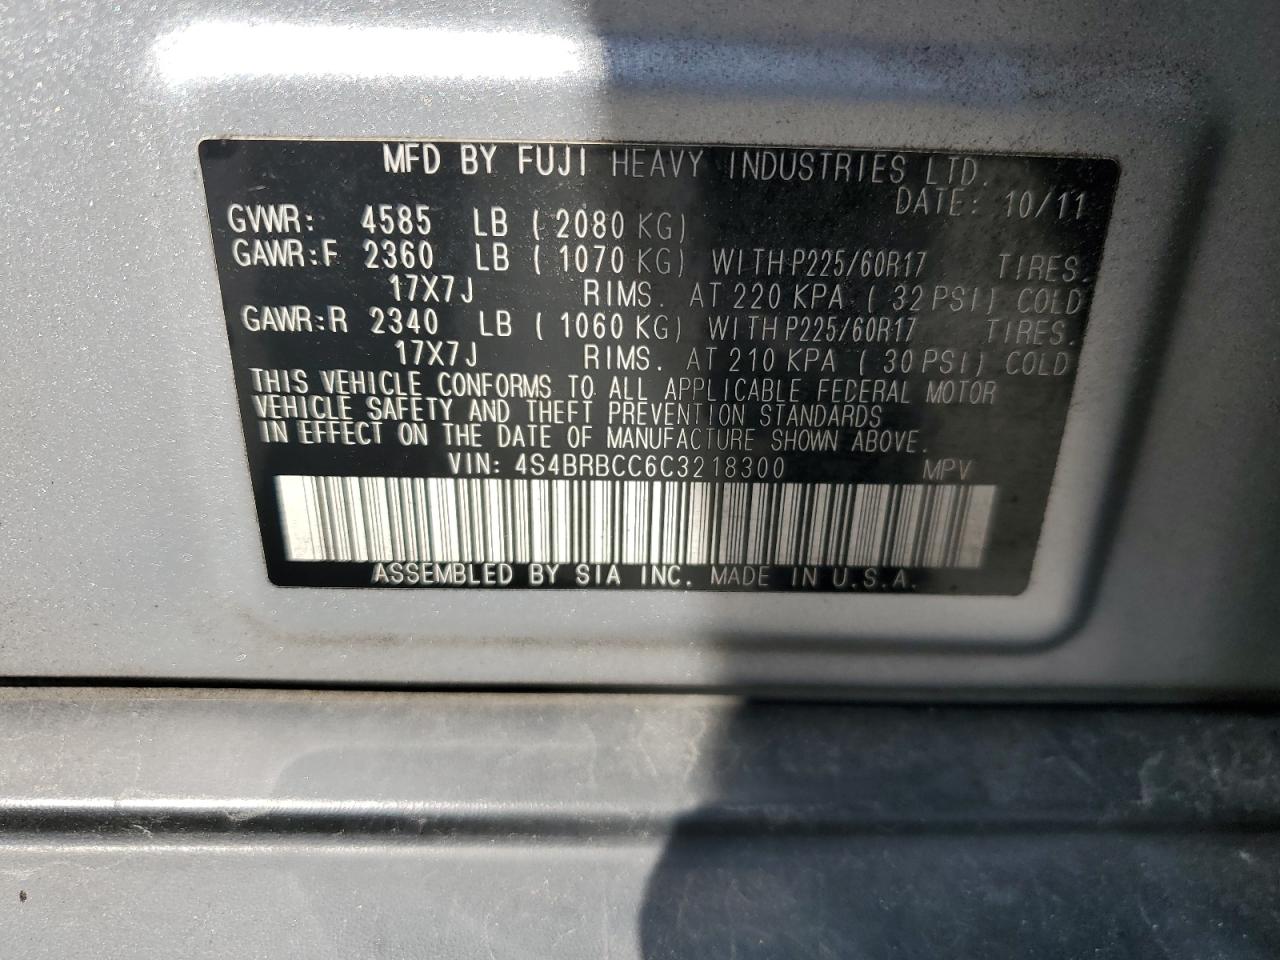 MFD BY FUJI HEAVY INDUSTRIES LTD.
DATE: 10/11
GVWR: 4585 LB ( 2080 KG)
GAWR:F 2360 LB ( 1070 KG) WITH P225/60R17 TIRES.
17X7J RIMS. AT 220 KPA ( 32 PSI) COLD
GAWR:R 2340 LB ( 1060 KG) WITH P225/60R17 TIRES.
17X7J RIMS. AT 210 KPA ( 30 PSI) COLD
THIS VEHICLE CONFORMS TO ALL APPLICABLE FEDERAL MOTOR
VEHICLE SAFETY AND THEFT PREVENTION STANDARDS
IN EFFECT ON THE DATE OF MANUFACTURE SHOWN ABOVE.
VIN: 4S4BRBCC6C3218300 MPV
ASSEMBLED BY SIA INC. MADE IN U.S.A.